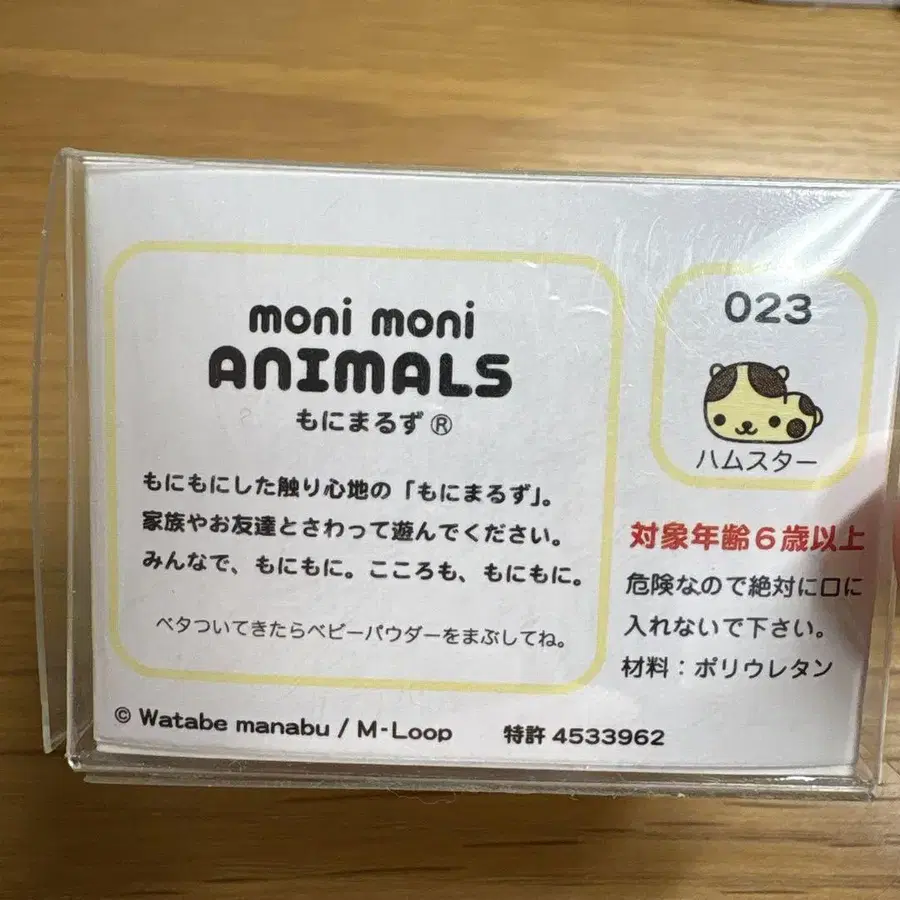 moni moni
ANIMALS
もにまるず®
もにもにした触り心地の「もにまるず」。
家族やお友達とさわって遊んでください。
みんなで、もにもに。こころも、もにもに。
ベタついてきたらベビーパウダーをまぶしてね。
023
ハムスター
対象年齢6歳以上
危険なので絶対に口に
入れないで下さい。
材料：ポリウレタン
© Watabe manabu / M-Loop
特許 4533962